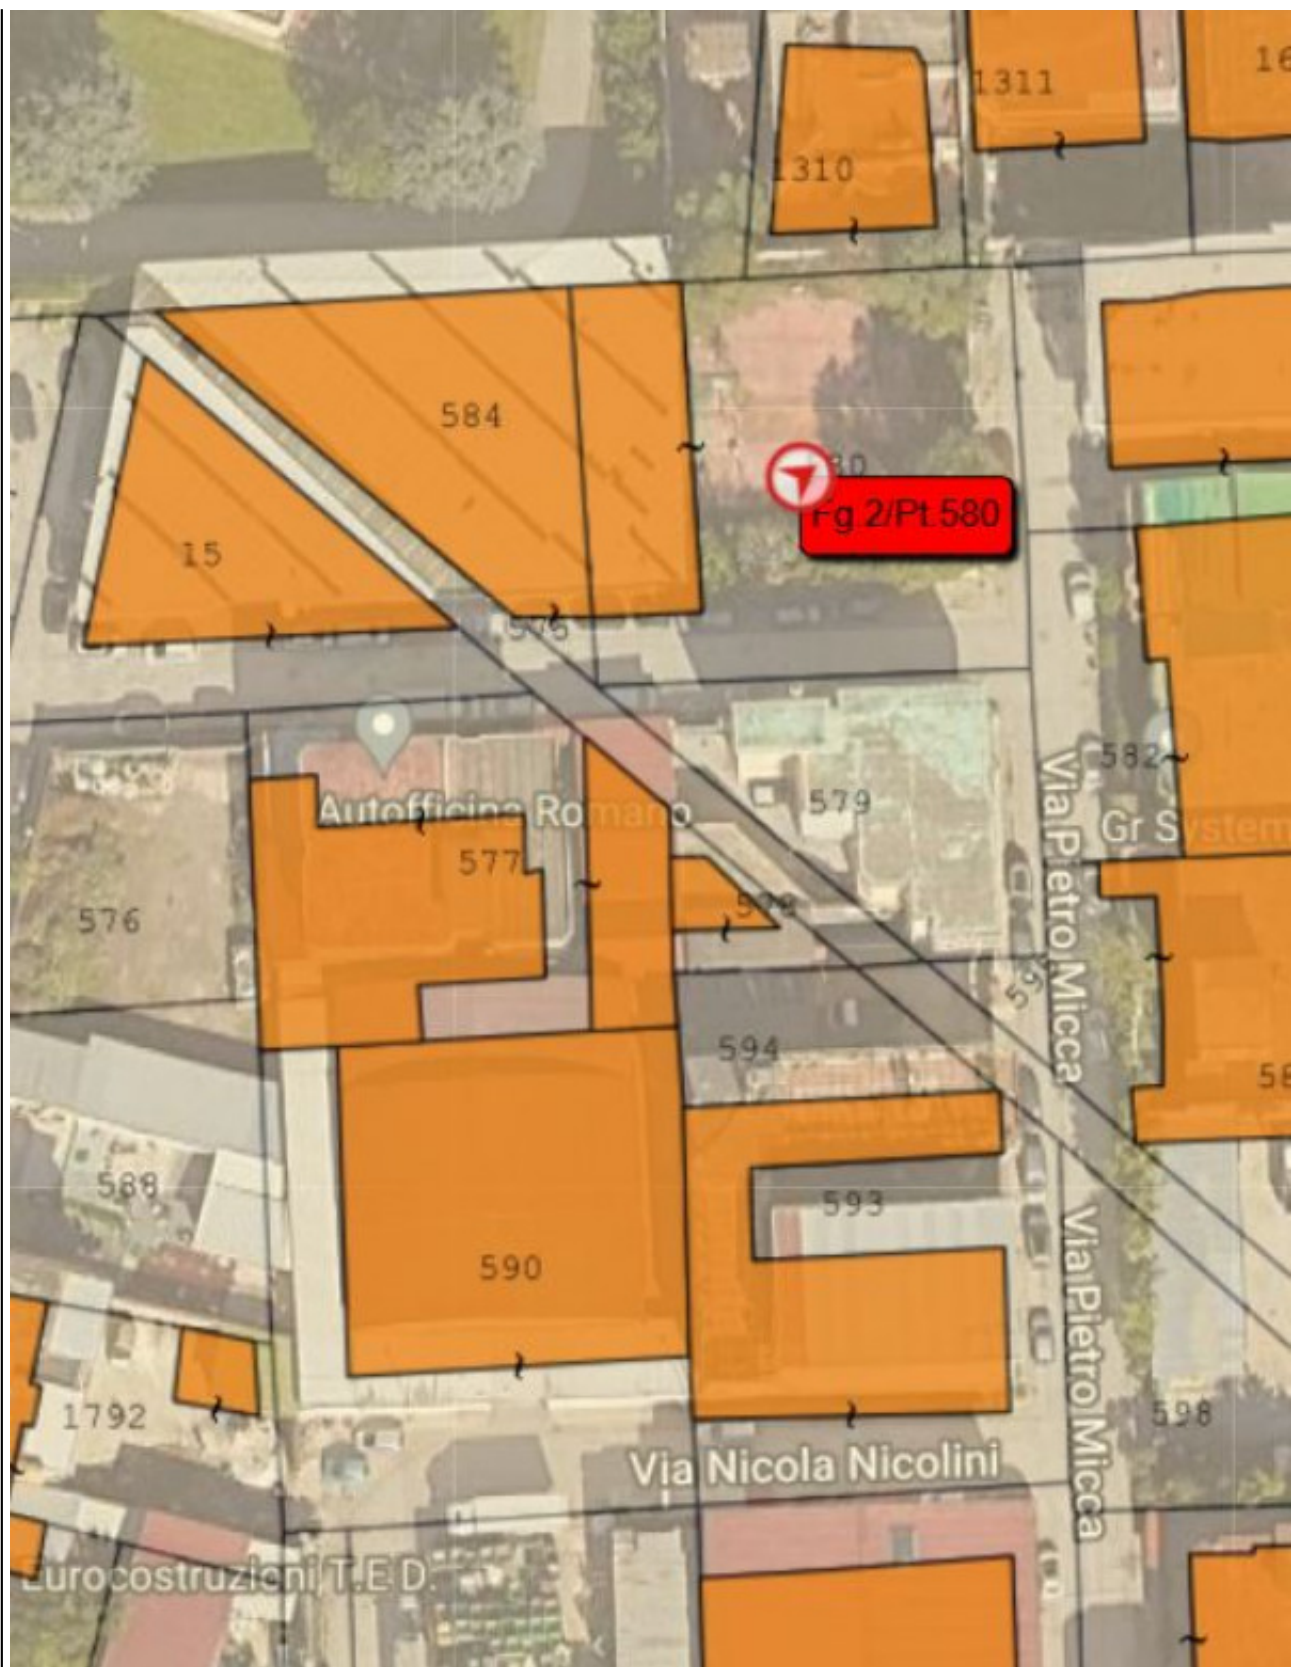 1311
1310
584
Fg.2/Pt.580
15
Autofficina Romano
579
582
Gr System
577
576
Via Pietro Micca
594
588
593
590
Via Pietro Micca
1792
598
Via Nicola Nicolini
Eurocostruzioni T.E.D.